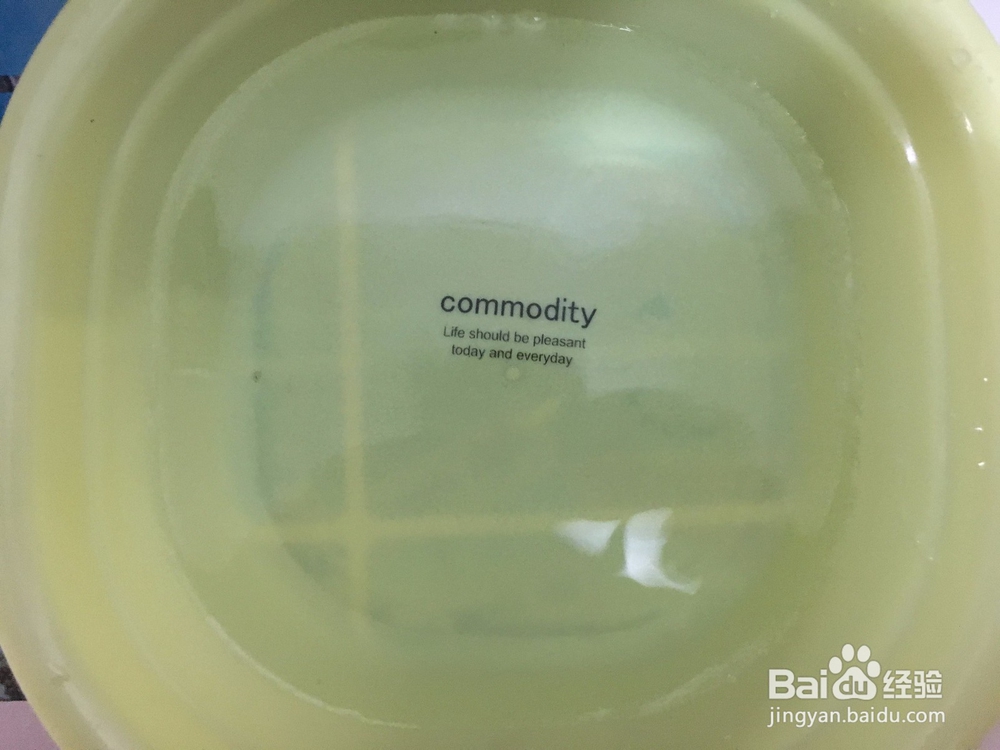 commodity
Life should be pleasant
today and everyday
Baidu经验
jingyan.baidu.com